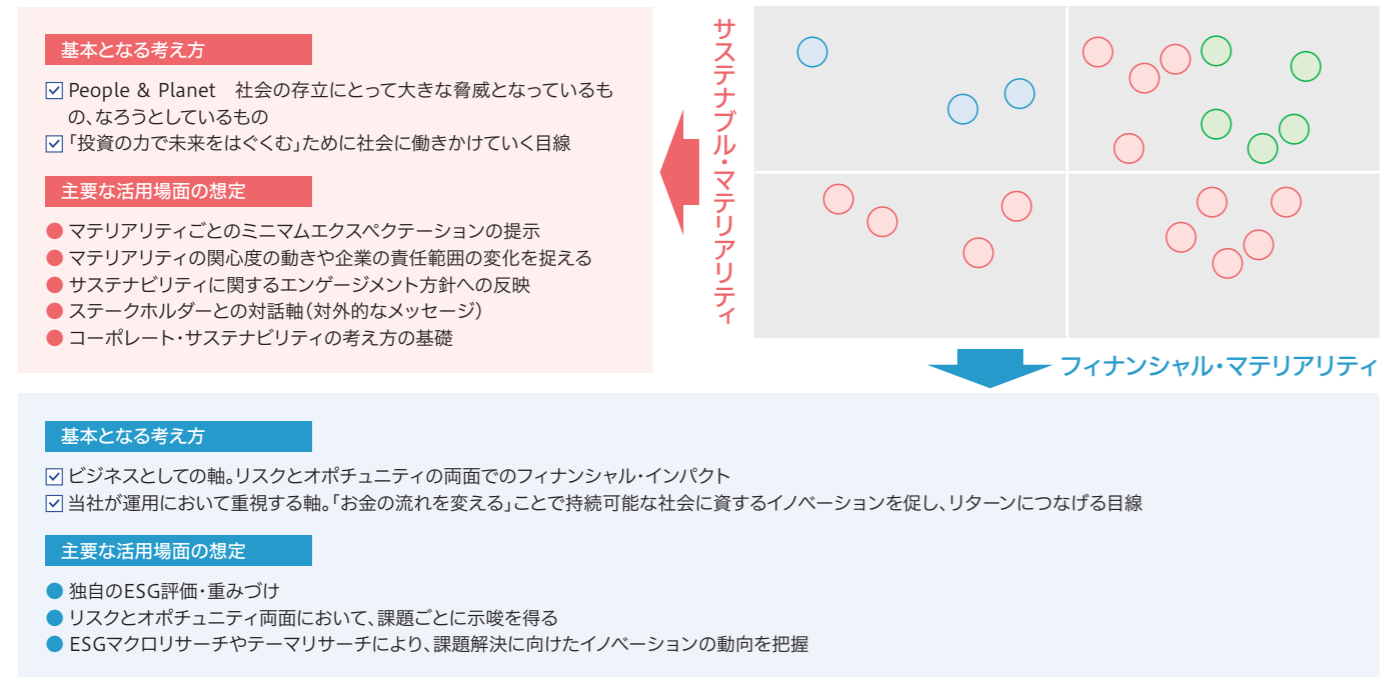 基本となる考え方
People & Planet　社会の存立にとって大きな脅威となっているも
の、なろうとしているもの
「投資の力で未来をはぐくむ」ために社会に働きかけていく目線
主要な活用場面の想定
● マテリアリティごとのミニマムエクスペクテーションの提示
● マテリアリティの関心度の動きや企業の責任範囲の変化を捉える
● サステナビリティに関するエンゲージメント方針への反映
● ステークホルダーとの対話軸(対外的なメッセージ)
● コーポレート・サステナビリティの考え方の基礎
サステナブル・マテリアリティ
フィナンシャル・マテリアリティ
基本となる考え方
ビジネスとしての軸。リスクとオポチュニティの両面でのフィナンシャル・インパクト
当社が運用において重視する軸。「お金の流れを変える」ことで持続可能な社会に資するイノベーションを促し、リターンにつなげる目線
主要な活用場面の想定
● 独自のESG評価・重みづけ
● リスクとオポチュニティ両面において、課題ごとに示唆を得る
● ESGマクロリサーチやテーマリサーチにより、課題解決に向けたイノベーションの動向を把握